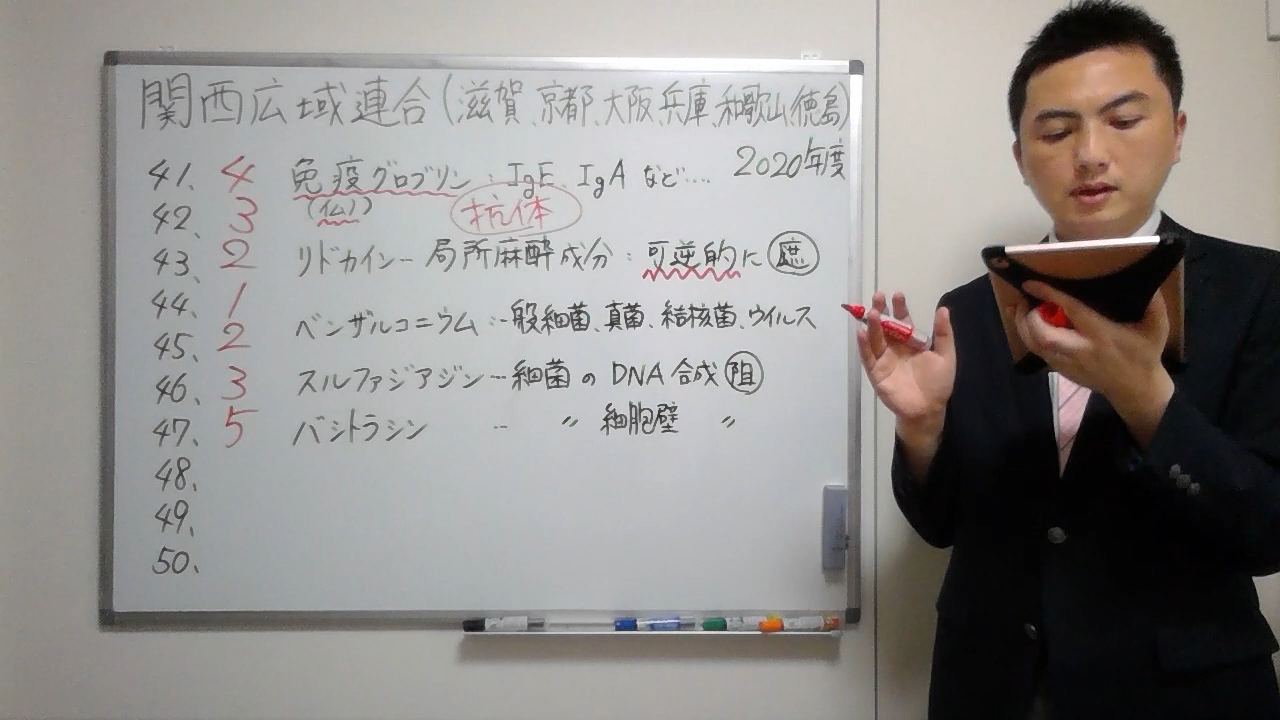 関西広域連合(滋賀、京都、大阪、兵庫、和歌山、徳島)
2020年度
41、 4 免疫グロブリン : IgE、IgA など....
42、 3 (仏ノ) 抗体
43、 2 リドカイン‥局所麻酔成分:可逆的に遮
44、 1
ベンザルコニウム‥一般細菌、真菌、結核菌、ウイルス
45、 2
46、 3 スルファジアジン‥細菌のDNA合成阻
47、 5 バシトラシン ‥ 〃 細胞壁 〃
48、
49、
50、